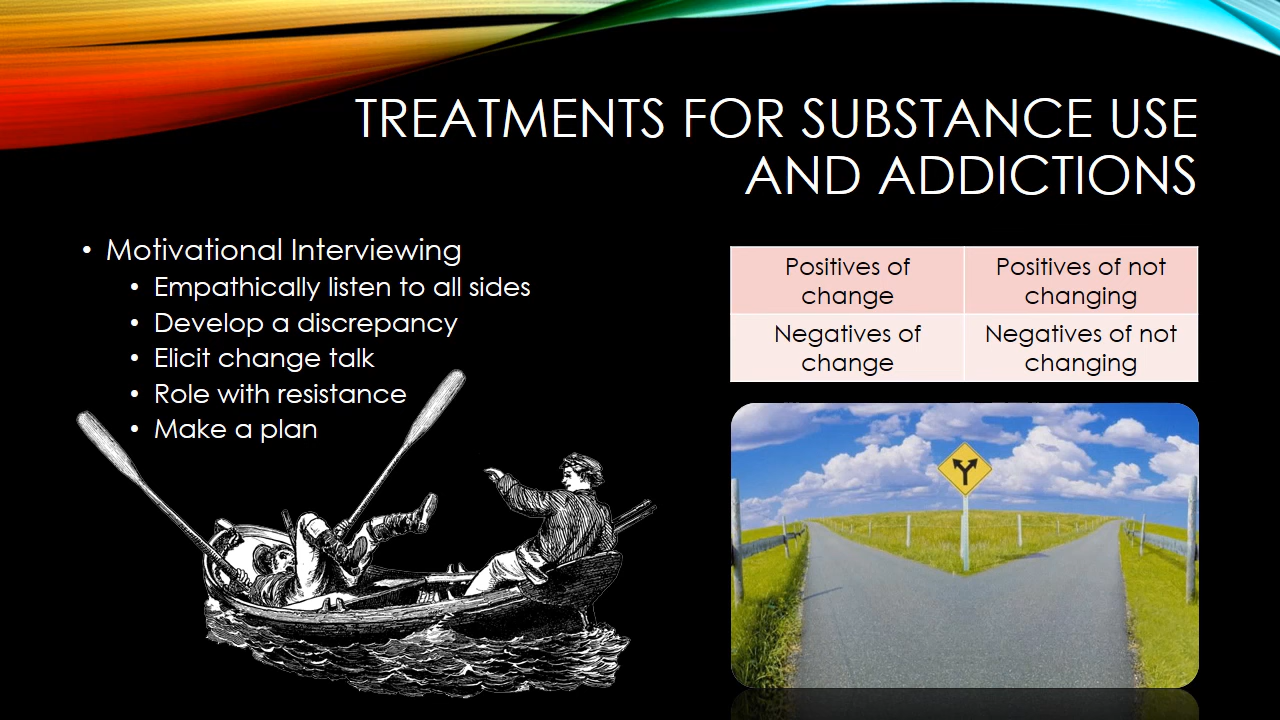 TREATMENTS FOR SUBSTANCE USE
AND ADDICTIONS
• Motivational Interviewing
• Empathically listen to all sides
• Develop a discrepancy
• Elicit change talk
• Role with resistance
• Make a plan
Positives of
change
Positives of not
changing
Negatives of
change
Negatives of not
changing